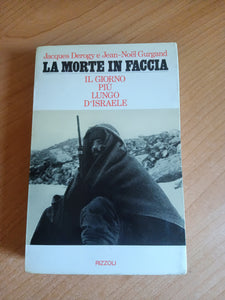 Jacques Derogy e Jean-Noël Gurgand
LA MORTE IN FACCIA
IL GIORNO
PIÙ
LUNGO
D'ISRAELE
RIZZOLI